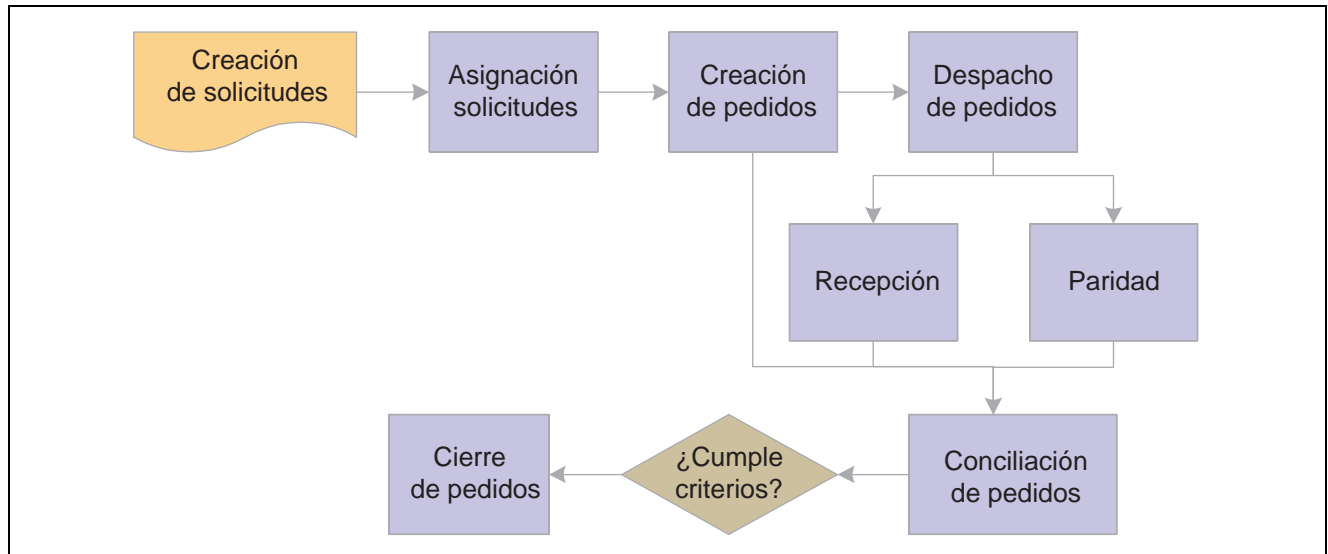 Creación
de solicitudes
Asignación
solicitudes
Creación
de pedidos
Despacho
de pedidos
Recepción
Paridad
Cierre
de pedidos
¿Cumple
criterios?
Conciliación
de pedidos